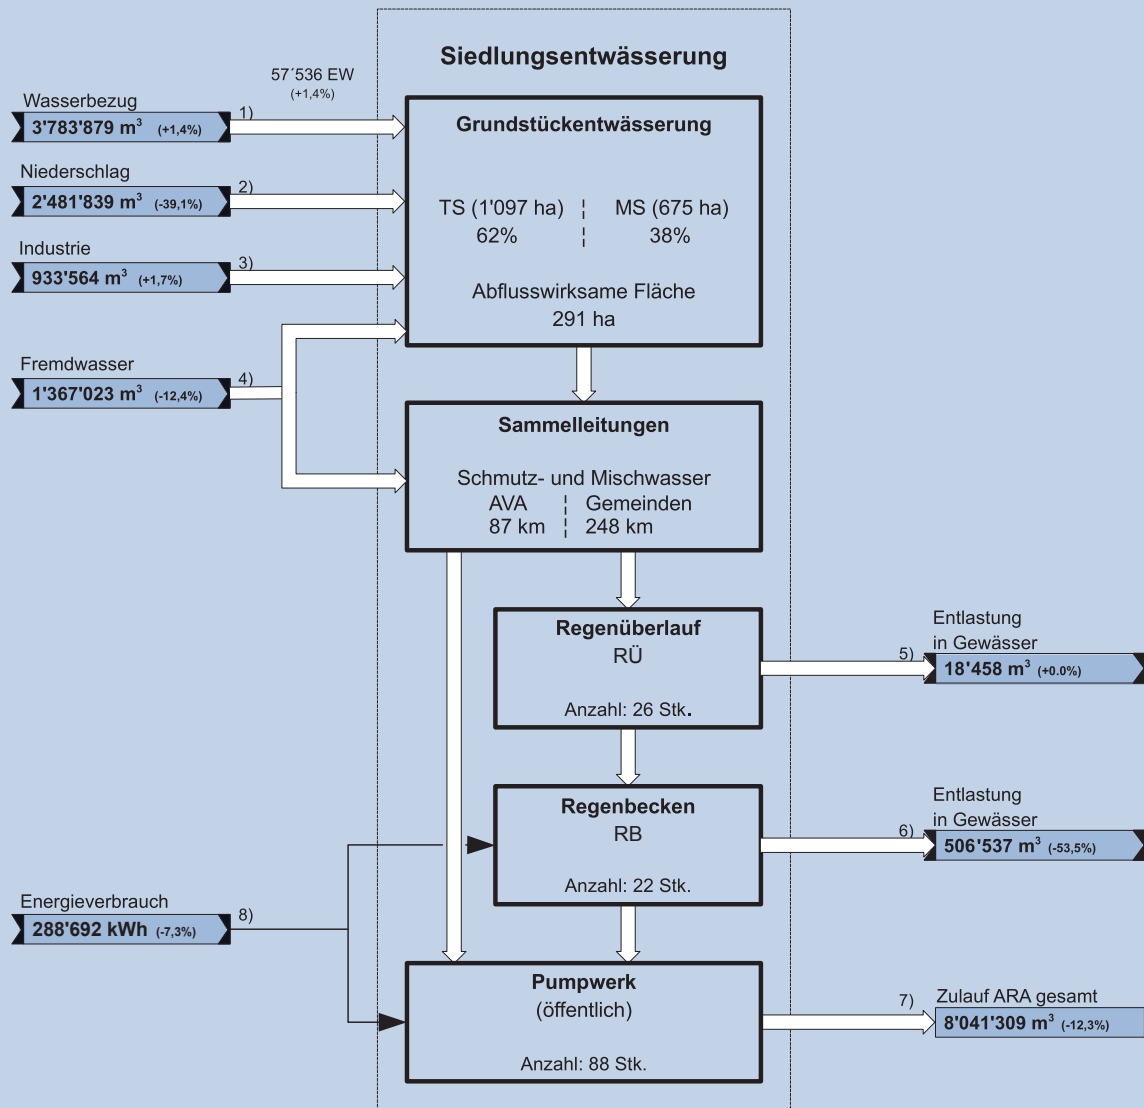 Siedlungsentwässerung
57´536 EW
(+1,4%)
Wasserbezug
1)
3'783'879 m³ (+1,4%)
Grundstückentwässerung
Niederschlag
2)
2'481'839 m³ (-39,1%)
TS (1'097 ha) ¦ MS (675 ha)
62% ¦ 38%
Industrie
3)
933'564 m³ (+1,7%)
Abflusswirksame Fläche
291 ha
Fremdwasser
4)
1'367'023 m³ (-12,4%)
Sammelleitungen
Schmutz- und Mischwasser
AVA ¦ Gemeinden
87 km ¦ 248 km
Regenüberlauf
RÜ
Anzahl: 26 Stk.
Entlastung
in Gewässer
5)
18'458 m³ (+0.0%)
Regenbecken
RB
Anzahl: 22 Stk.
Entlastung
in Gewässer
6)
506'537 m³ (-53,5%)
Energieverbrauch
8)
288'692 kWh (-7,3%)
Pumpwerk
(öffentlich)
Anzahl: 88 Stk.
7)
Zulauf ARA gesamt
8'041'309 m³ (-12,3%)